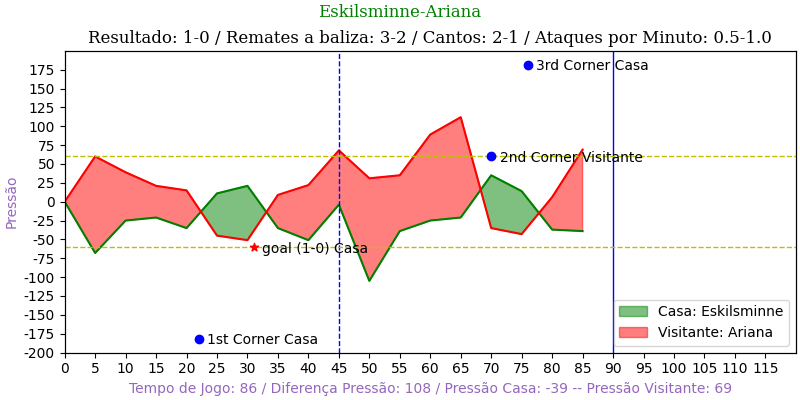 Eskilsminne-Ariana
Resultado: 1-0 / Remates a baliza: 3-2 / Cantos: 2-1 / Ataques por Minuto: 0.5-1.0
Pressão
175
150
125
100
75
50
25
0
-25
-50
-75
-100
-125
-150
-175
-200
3rd Corner Casa
2nd Corner Visitante
goal (1-0) Casa
1st Corner Casa
Casa: Eskilsminne
Visitante: Ariana
0 5 10 15 20 25 30 35 40 45 50 55 60 65 70 75 80 85 90 95 100 105 110 115
Tempo de Jogo: 86 / Diferença Pressão: 108 / Pressão Casa: -39 -- Pressão Visitante: 69